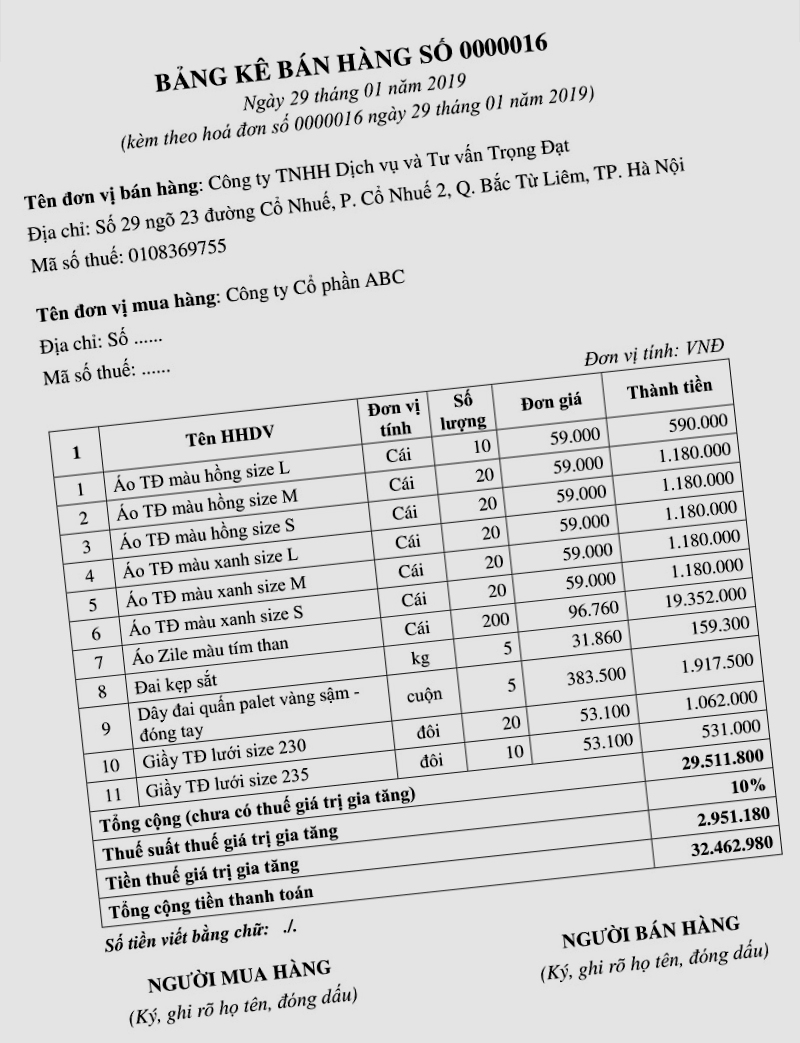 BẢNG KÊ BÁN HÀNG SỐ 0000016
Ngày 29 tháng 01 năm 2019
(kèm theo hoá đơn số 0000016 ngày 29 tháng 01 năm 2019)
Tên đơn vị bán hàng: Công ty TNHH Dịch vụ và Tư vấn Trọng Đạt
Địa chỉ: Số 29 ngõ 23 đường Cổ Nhuế, P. Cổ Nhuế 2, Q. Bắc Từ Liêm, TP. Hà Nội
Mã số thuế: 0108369755
Tên đơn vị mua hàng: Công ty Cổ phần ABC
Địa chỉ: Số ......
Mã số thuế: ......
Đơn vị tính: VNĐ
1 Tên HHDV Đơn vị tính Số lượng Đơn giá Thành tiền
1 Áo TĐ màu hồng size L Cái 10 59.000 590.000
2 Áo TĐ màu hồng size M Cái 20 59.000 1.180.000
3 Áo TĐ màu hồng size S Cái 20 59.000 1.180.000
4 Áo TĐ màu xanh size L Cái 20 59.000 1.180.000
5 Áo TĐ màu xanh size M Cái 20 59.000 1.180.000
6 Áo TĐ màu xanh size S Cái 20 59.000 1.180.000
7 Áo Zile màu tím than Cái 200 96.760 19.352.000
8 Đai kẹp sắt kg 5 31.860 159.300
9 Dây đai quấn palet vàng sậm - đóng tay cuộn 5 383.500 1.917.500
10 Giầy TĐ lưới size 230 đôi 20 53.100 1.062.000
11 Giầy TĐ lưới size 235 đôi 10 53.100 531.000
Tổng cộng (chưa có thuế giá trị gia tăng) 29.511.800
Thuế suất thuế giá trị gia tăng 10%
Tiền thuế giá trị gia tăng 2.951.180
Tổng cộng tiền thanh toán 32.462.980
Số tiền viết bằng chữ: ./.
NGƯỜI MUA HÀNG
(Ký, ghi rõ họ tên, đóng dấu)
NGƯỜI BÁN HÀNG
(Ký, ghi rõ họ tên, đóng dấu)